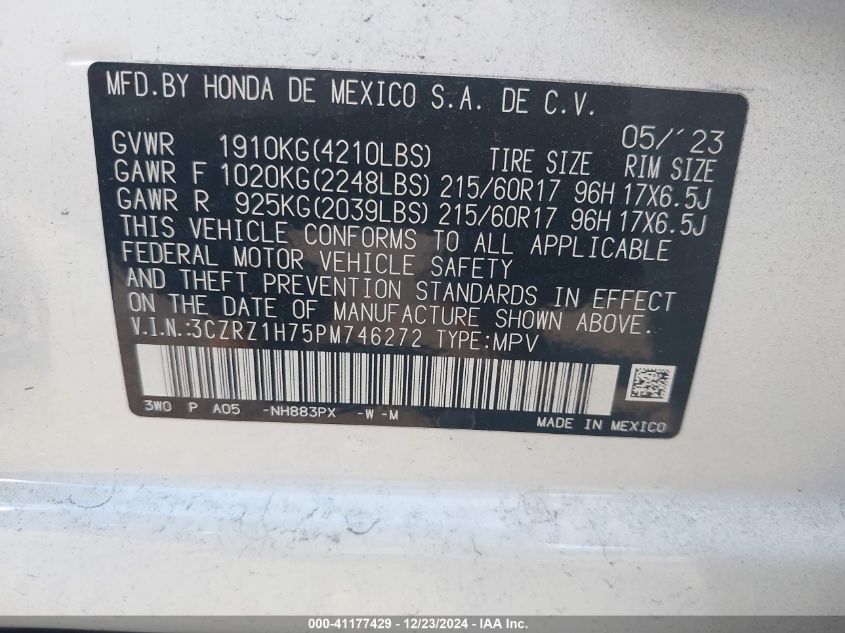 MFD.BY HONDA DE MEXICO S.A. DE C.V.
05/'23
GVWR 1910KG(4210LBS) TIRE SIZE RIM SIZE
GAWR F 1020KG(2248LBS) 215/60R17 96H 17X6.5J
GAWR R 925KG(2039LBS) 215/60R17 96H 17X6.5J
THIS VEHICLE CONFORMS TO ALL APPLICABLE
FEDERAL MOTOR VEHICLE SAFETY
AND THEFT PREVENTION STANDARDS IN EFFECT
ON THE DATE OF MANUFACTURE SHOWN ABOVE.
V.I.N.:3CZRZ1H75PM746272 TYPE:MPV
3W0 P A05 -NH883PX -W -M
MADE IN MEXICO
000-41177429 - 12/23/2024 - IAA Inc.